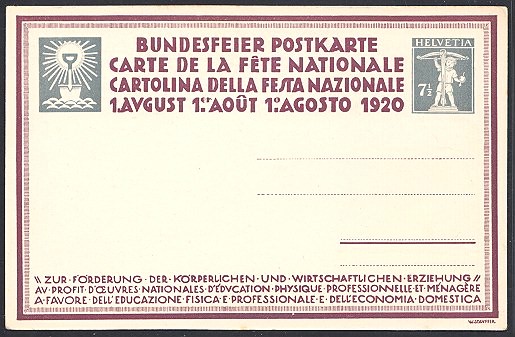 BUNDESFEIER POSTKARTE
CARTE DE LA FÊTE NATIONALE
CARTOLINA DELLA FESTA NAZIONALE
1.AVGUST 1.ER AOÛT 1.o AGOSTO 1920
HELVETIA
7½
\\ ZUR · FÖRDERUNG · DER · KÖRPERLICHEN · UND · WIRTSCHAFTLICHEN · ERZIEHUNG //
AV · PROFIT · D'ŒUVRES · NATIONALES · D'ÉDVCATION · PHYSIQUE · PROFESSIONNELLE · ET · MÉNAGÈRE
A · FAVORE · DELL'EDUCAZIONE · FISICA · E · PROFESSIONALE · E · DELL'ECONOMIA · DOMESTICA